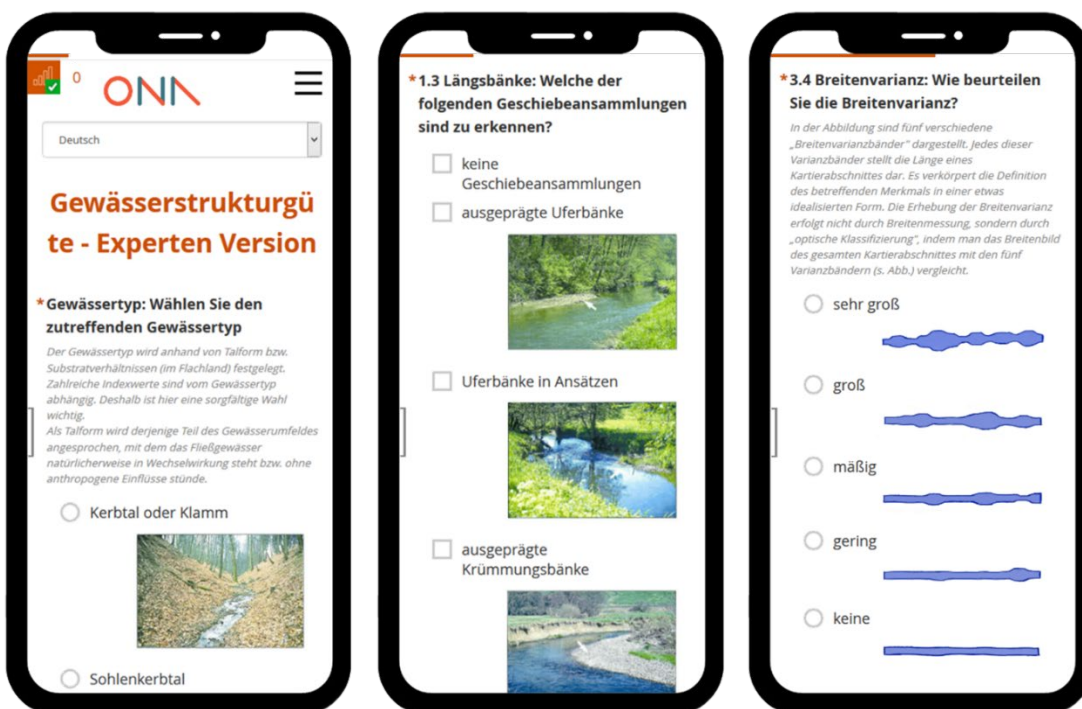 0
ONA
Deutsch
Gewässerstrukturgü
te - Experten Version
*Gewässertyp: Wählen Sie den
zutreffenden Gewässertyp
Der Gewässertyp wird anhand von Talform bzw.
Substratverhältnissen (im Flachland) festgelegt.
Zahlreiche Indexwerte sind vom Gewässertyp
abhängig. Deshalb ist hier eine sorgfältige Wahl
wichtig.
Als Talform wird derjenige Teil des Gewässerumfeldes
angesprochen, mit dem das Fließgewässer
natürlicherweise in Wechselwirkung steht bzw. ohne
anthropogene Einflüsse stünde.
Kerbtal oder Klamm
Sohlenkerbtal
*1.3 Längsbänke: Welche der
folgenden Geschiebeansammlungen
sind zu erkennen?
keine
Geschiebeansammlungen
ausgeprägte Uferbänke
Uferbänke in Ansätzen
ausgeprägte
Krümmungsbänke
*3.4 Breitenvarianz: Wie beurteilen
Sie die Breitenvarianz?
In der Abbildung sind fünf verschiedene
„Breitenvarianzbänder" dargestellt. Jedes dieser
Varianzbänder stellt die Länge eines
Kartierabschnittes dar. Es verkörpert die Definition
des betreffenden Merkmals in einer etwas
idealisierten Form. Die Erhebung der Breitenvarianz
erfolgt nicht durch Breitenmessung, sondern durch
„optische Klassifizierung", indem man das Breitenbild
des gesamten Kartierabschnittes mit den fünf
Varianzbändern (s. Abb.) vergleicht.
sehr groß
groß
mäßig
gering
keine